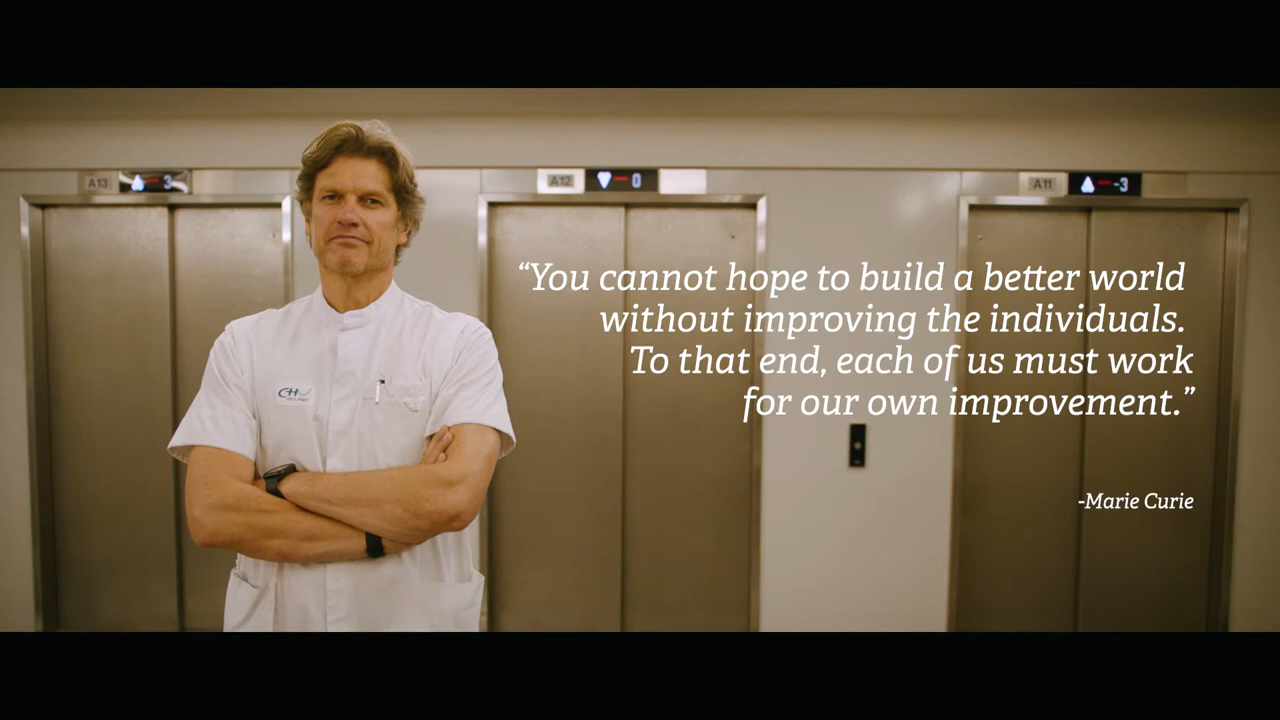 A13
3
A12
0
A11
-3
“You cannot hope to build a better world
without improving the individuals.
To that end, each of us must work
for our own improvement.”
CHU
-Marie Curie